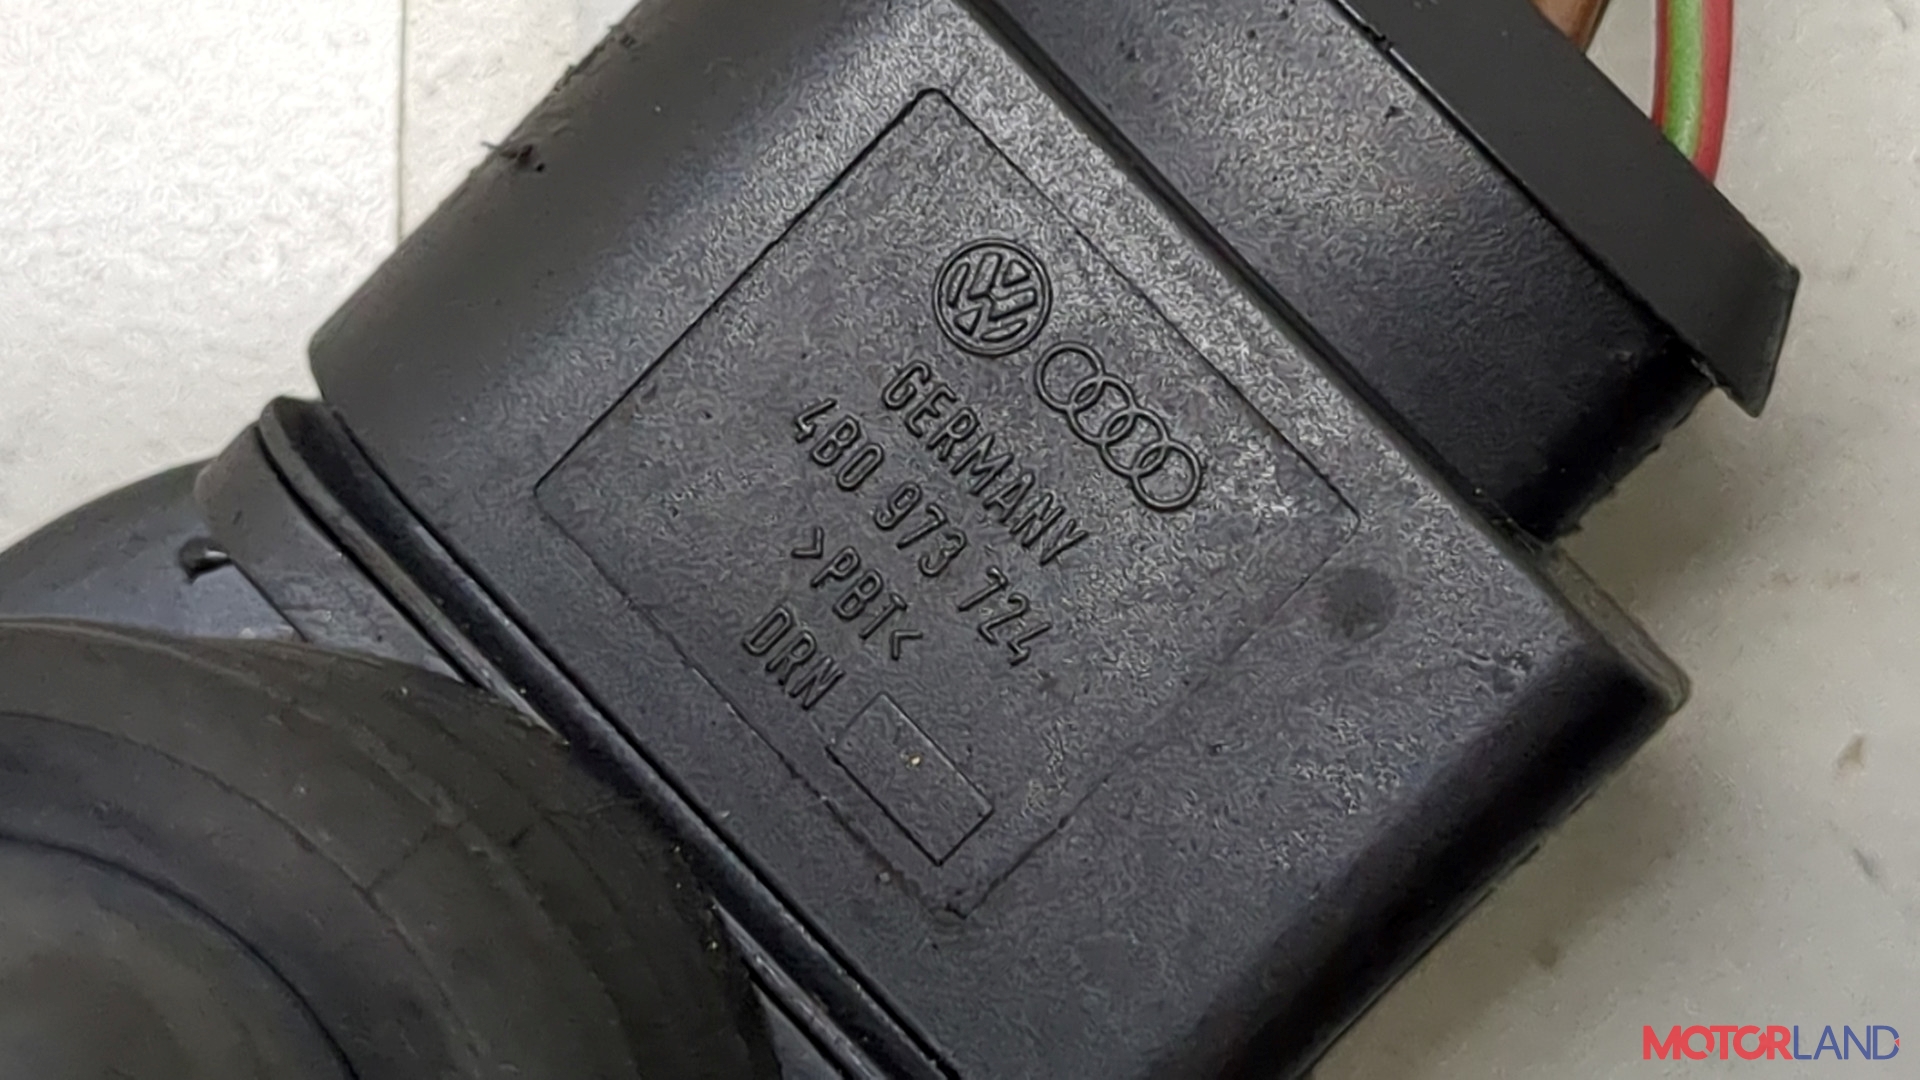 GERMANY
4B0 973 724
>PBT<
DRN
MOTORLAND